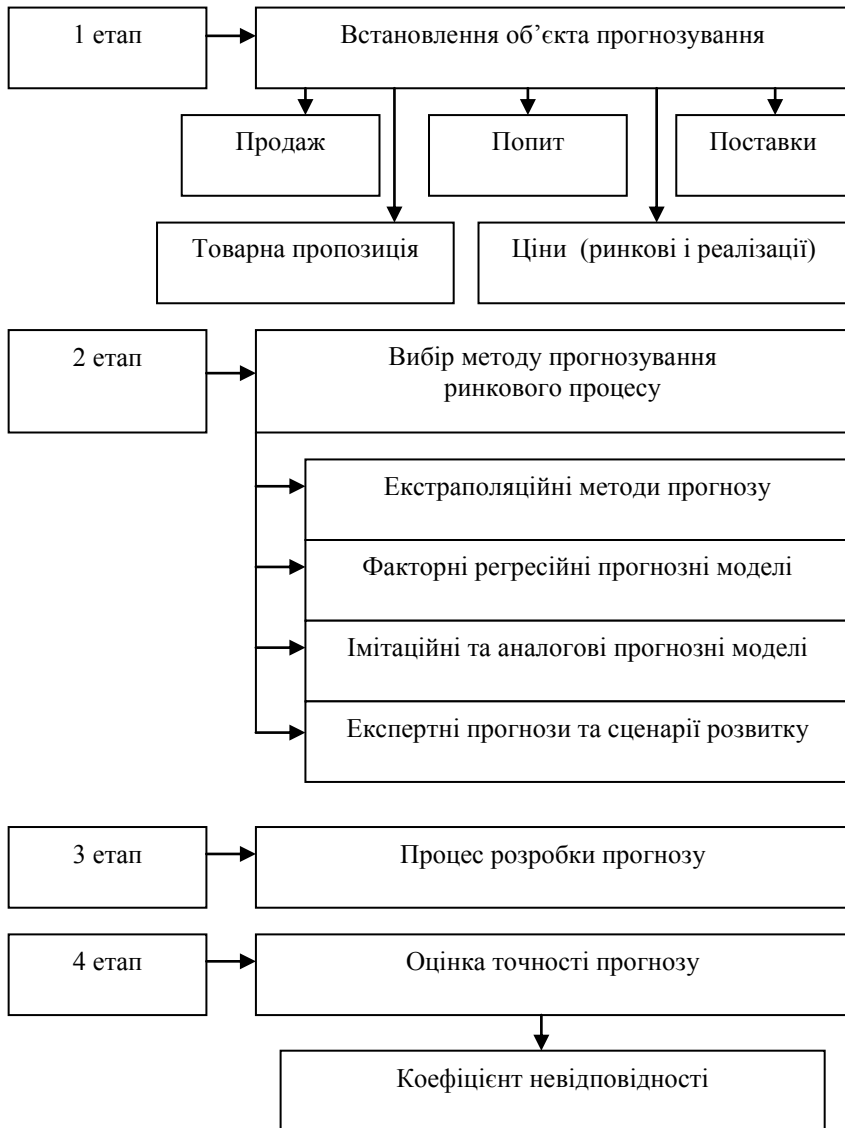 1 етап
Встановлення об’єкта прогнозування
Продаж
Попит
Поставки
Товарна пропозиція
Ціни (ринкові і реалізації)
2 етап
Вибір методу прогнозування
ринкового процесу
Екстраполяційні методи прогнозу
Факторні регресійні прогнозні моделі
Імітаційні та аналогові прогнозні моделі
Експертні прогнози та сценарії розвитку
3 етап
Процес розробки прогнозу
4 етап
Оцінка точності прогнозу
Коефіцієнт невідповідності